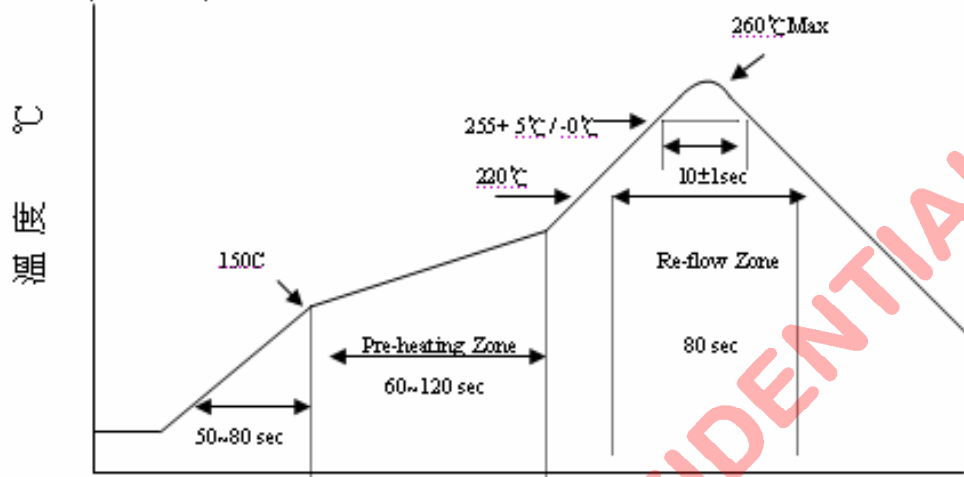 260℃Max
255+ 5℃/-0℃
10±1sec
220℃
150C
Re-flow Zone
80 sec
Pre-heating Zone
60~120 sec
50~80 sec
温度 ℃
IDENTIAL